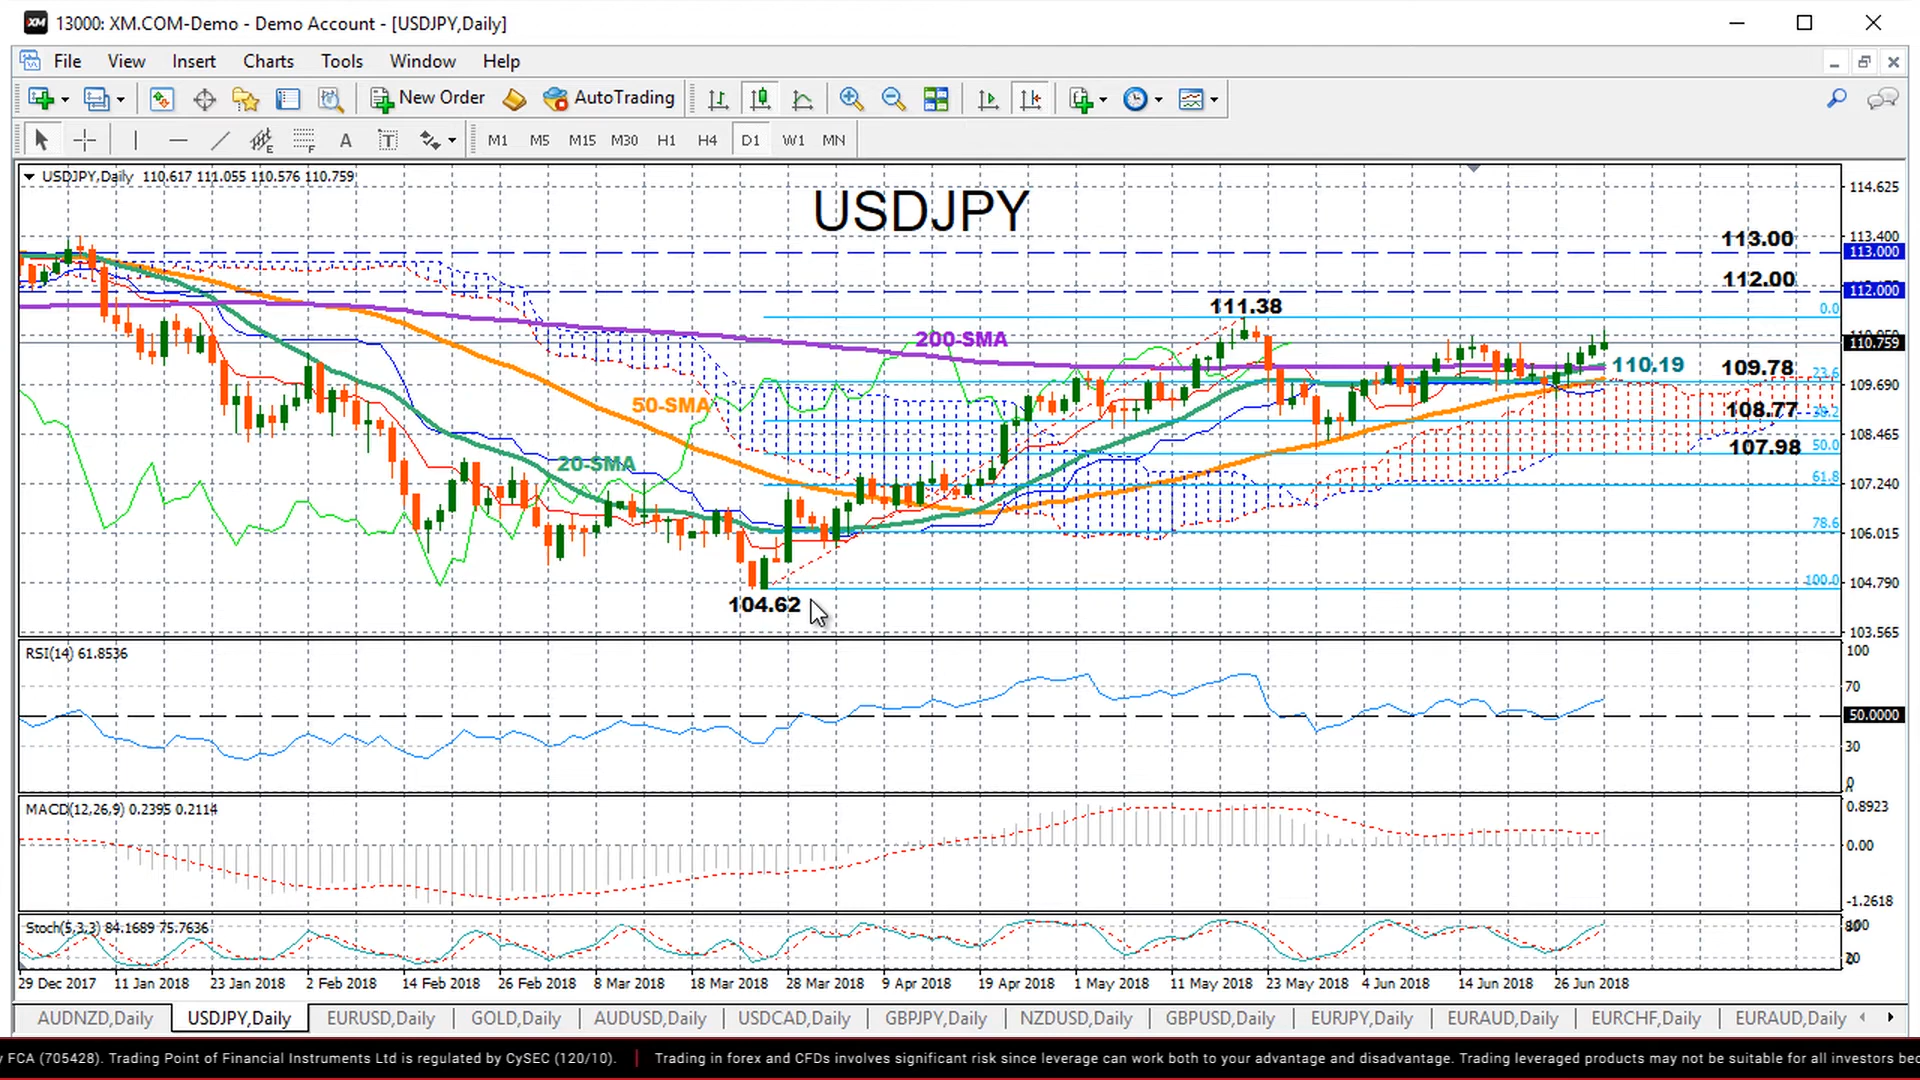 13000: XM.COM-Demo - Demo Account - [USDJPY,Daily]
File View Insert Charts Tools Window Help
New Order AutoTrading
M1 M5 M15 M30 H1 H4 D1 W1 MN
USDJPY,Daily 110.617 111.055 110.576 110.759
USDJPY
114.625
113.00
113.400
113.000
112.00
112.000
111.38
0.0
200-SMA
110.759
110.19
109.78
23.6
109.690
50-SMA
108.77
108.465
107.98
50.0
20-SMA
61.8
107.240
78.6
106.015
100.0
104.790
104.62
103.565
RSI(14) 61.8536
100
70
50.0000
30
0
MACD(12,26,9) 0.2395 0.2114
0.8923
0.00
-1.2618
Stoch(5,3,3) 84.1689 75.7636
20
29 Dec 2017 11 Jan 2018 23 Jan 2018 2 Feb 2018 14 Feb 2018 26 Feb 2018 8 Mar 2018 18 Mar 2018 28 Mar 2018 9 Apr 2018 19 Apr 2018 1 May 2018 11 May 2018 23 May 2018 4 Jun 2018 14 Jun 2018 26 Jun 2018
AUDNZD,Daily USDJPY,Daily EURUSD,Daily GOLD,Daily AUDUSD,Daily USDCAD,Daily GBPJPY,Daily NZDUSD,Daily GBPUSD,Daily EURJPY,Daily EURAUD,Daily EURCHF,Daily EURAUD,Daily
y FCA (705428). Trading Point of Financial Instruments Ltd is regulated by CySEC (120/10). | Trading in forex and CFDs involves significant risk since leverage can work both to your advantage and disadvantage. Trading leveraged products may not be suitable for all investors bec